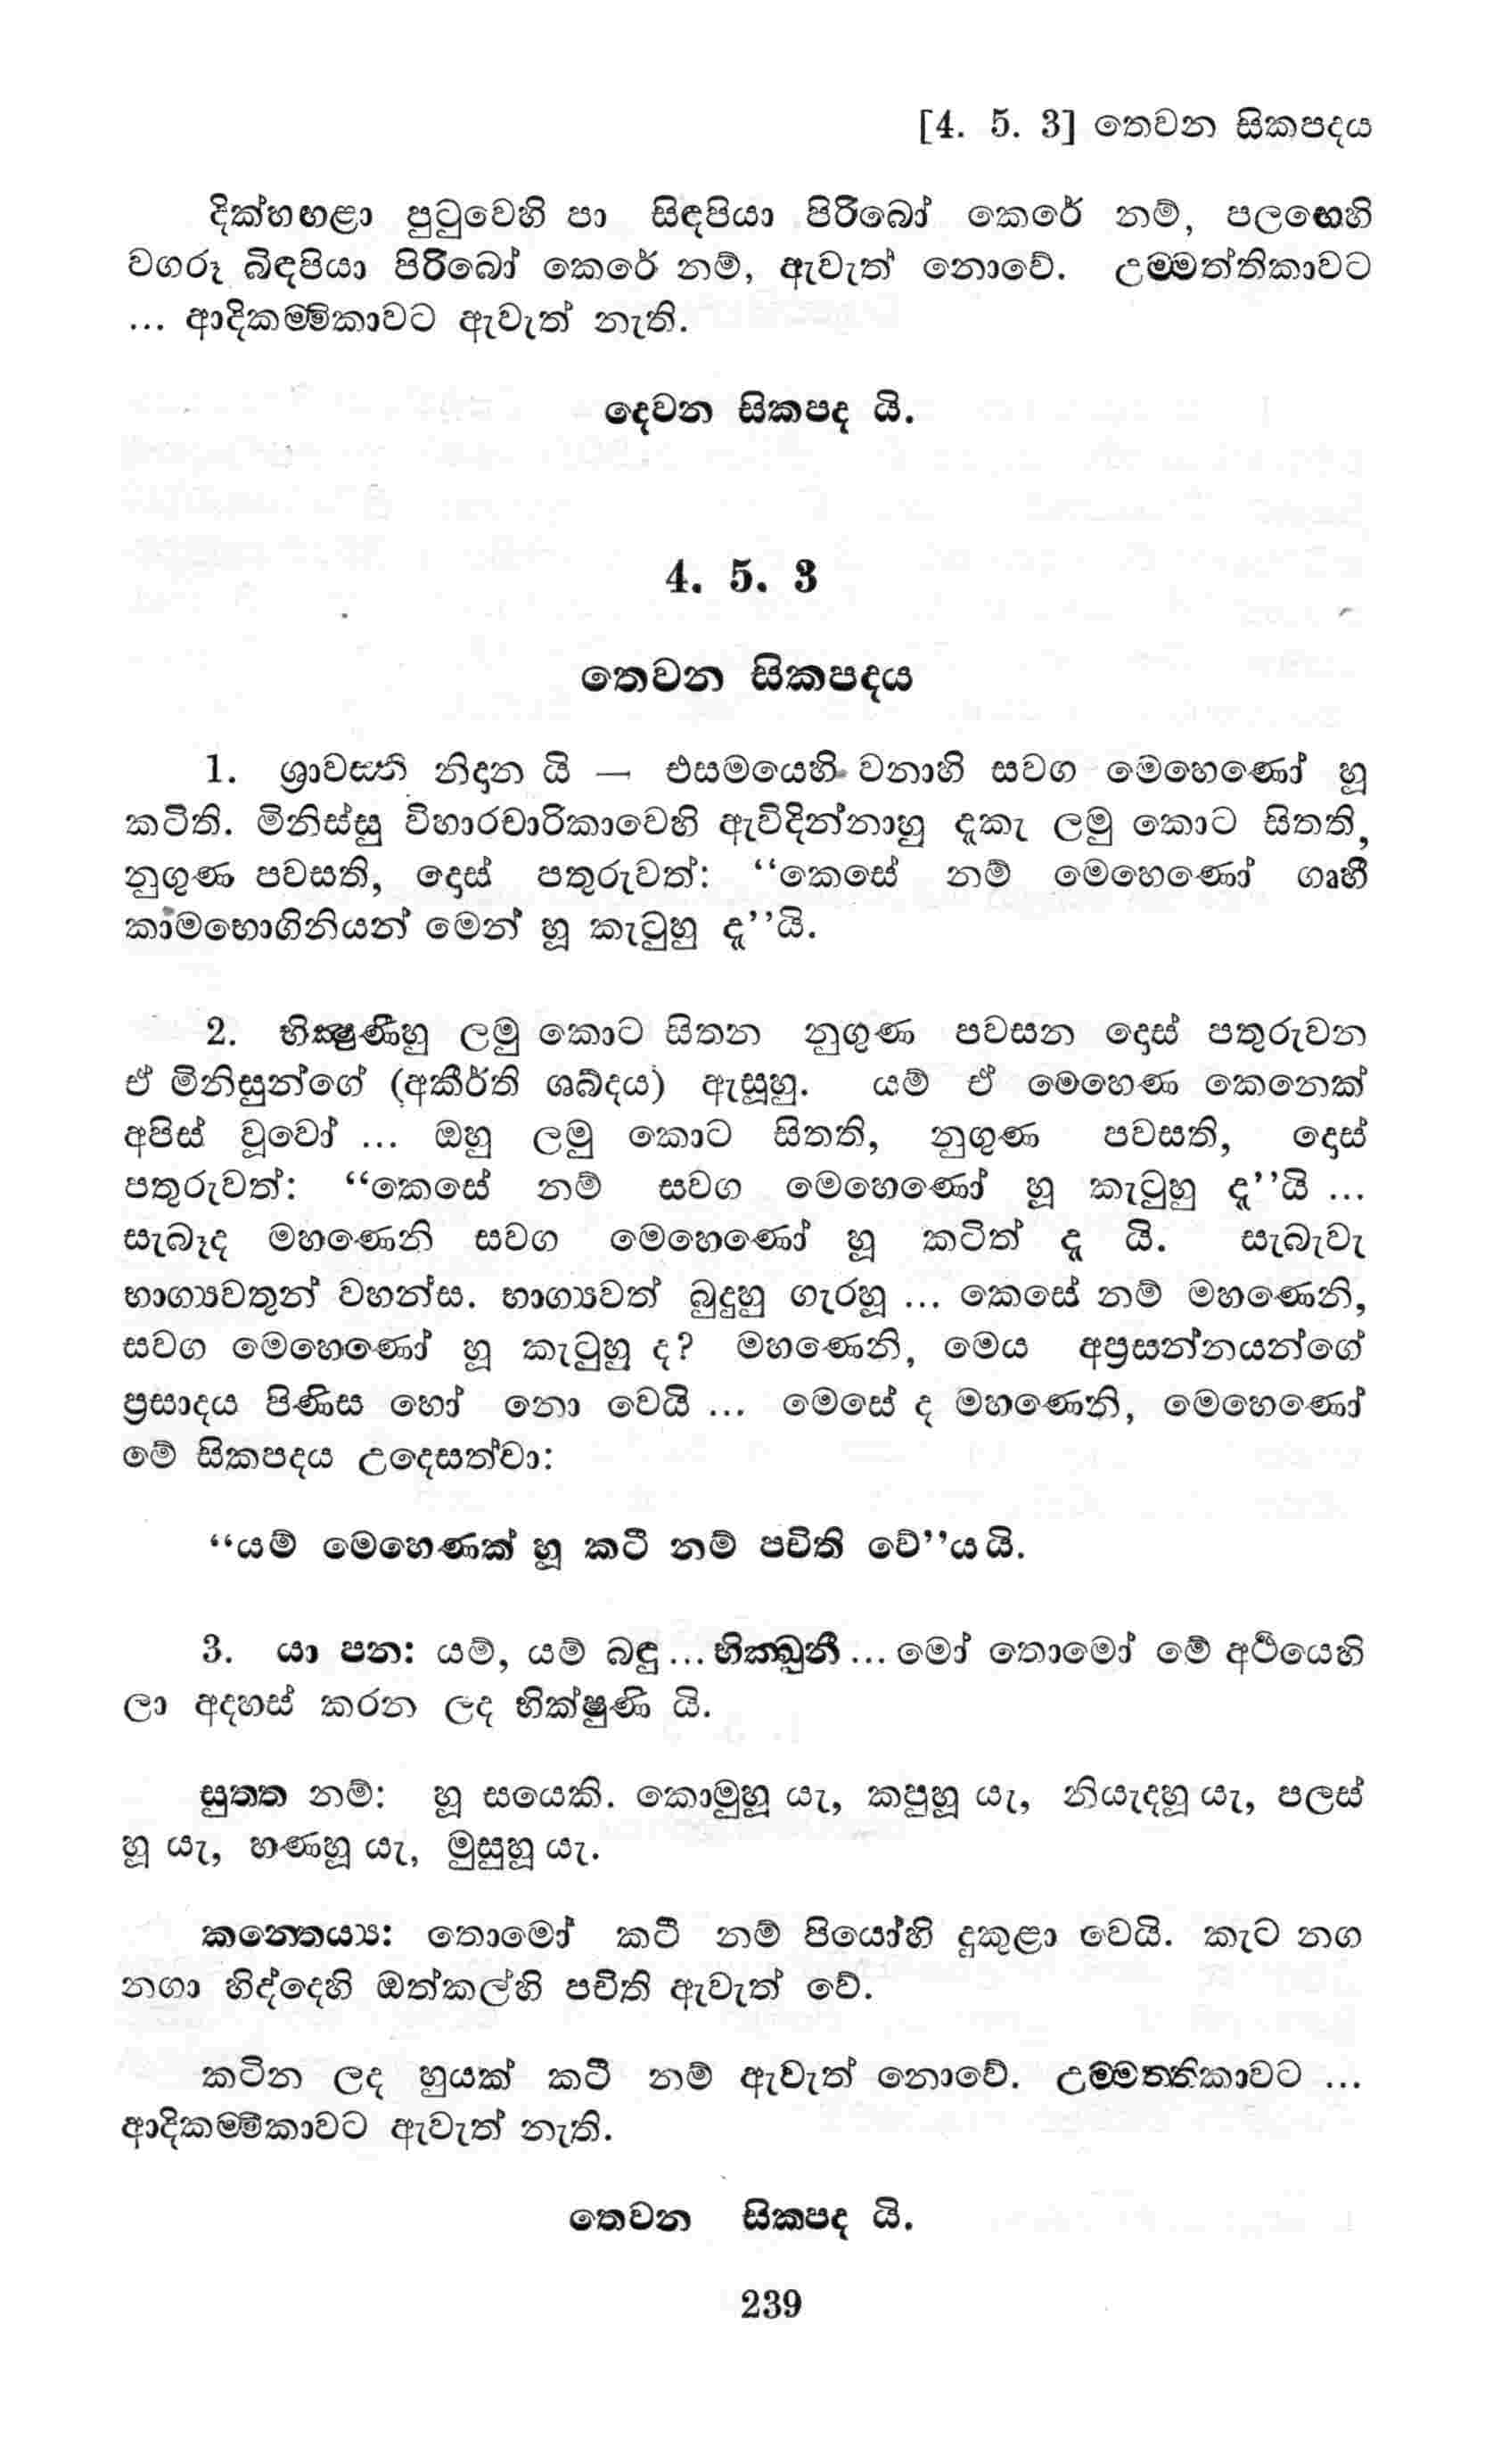 [4. 5. 3] තෙවන සිකපදය
දික්හඟළා පුටුවෙහි පා සිඳපියා පිරිබෝ කෙරේ නම්, පලඟෙහි
වගරූ බිඳපියා පිරිබෝ කෙරේ නම්, ඇවැත් නොවේ. උම්මත්තිකාවට
... ආදිකම්මිකාවට ඇවැත් නැති.
දෙවන සිකපද යි.
4. 5. 3
තෙවන සිකපදය
1. ශ්‍රාවස්ති නිදාන යි — එසමයෙහි වනාහි සවග මෙහෙණෝ හූ
කටිති. මිනිස්සු විහාරචාරිකාවෙහි ඇවිදින්නාහු දැකැ ලමු කොට සිතති,
නුගුණ පවසති, දොස් පතුරුවත්: “කෙසේ නම් මෙහෙණෝ ගෘහී
කාමභොගිනියන් මෙන් හූ කැටුහු දැ”යි.
2. භික්‍ෂුණීහු ලමු කොට සිතන නුගුණ පවසන දොස් පතුරුවන
ඒ මිනිසුන්ගේ (අකීර්ති ශබ්දය) ඇසූහු. යම් ඒ මෙහෙණ කෙනෙක්
අපිස් වූවෝ ... ඔහු ලමු කොට සිතති, නුගුණ පවසති, දොස්
පතුරුවත්: “කෙසේ නම් සවග මෙහෙණෝ හූ කැටුහු දැ”යි ...
සැබෑද මහණෙනි සවග මෙහෙණෝ හූ කටිත් දැ යි. සැබැවැ
භාග්‍යවතුන් වහන්ස. භාග්‍යවත් බුදුහු ගැරහූ ... කෙසේ නම් මහණෙනි,
සවග මෙහෙණෝ හූ කැටුහු ද? මහණෙනි, මෙය අප්‍රසන්නයන්ගේ
ප්‍රසාදය පිණිස හෝ නො වෙයි ... මෙසේ ද මහණෙනි, මෙහෙණෝ
මේ සිකපදය උදෙසත්වා:
“යම් මෙහෙණක් හූ කටී නම් පචිති වේ”යයි.
3. යා පන: යම්, යම් බඳු ... භික්ඛුනී ... මෝ තොමෝ මේ අර්‍ථයෙහි
ලා අදහස් කරන ලද භික්ෂුණි යි.
සුත්ත නම්: හූ සයෙකි. කොමුහූ යැ, කපුහූ යැ, නියැදහූ යැ, පලස්
හූ යැ, හණහූ යැ, මුසුහූ යැ.
කන්තෙය්‍ය: තොමෝ කටී නම් පියෝහි දුකුළා වෙයි. කැට නග
නගා හිද්දෙහි ඔත්කල්හි පචිති ඇවැත් වේ.
කටින ලද හුයක් කටී නම් ඇවැත් නොවේ. උම්මත්තිකාවට ...
ආදිකම්මිකාවට ඇවැත් නැති.
තෙවන සිකපද යි.
239